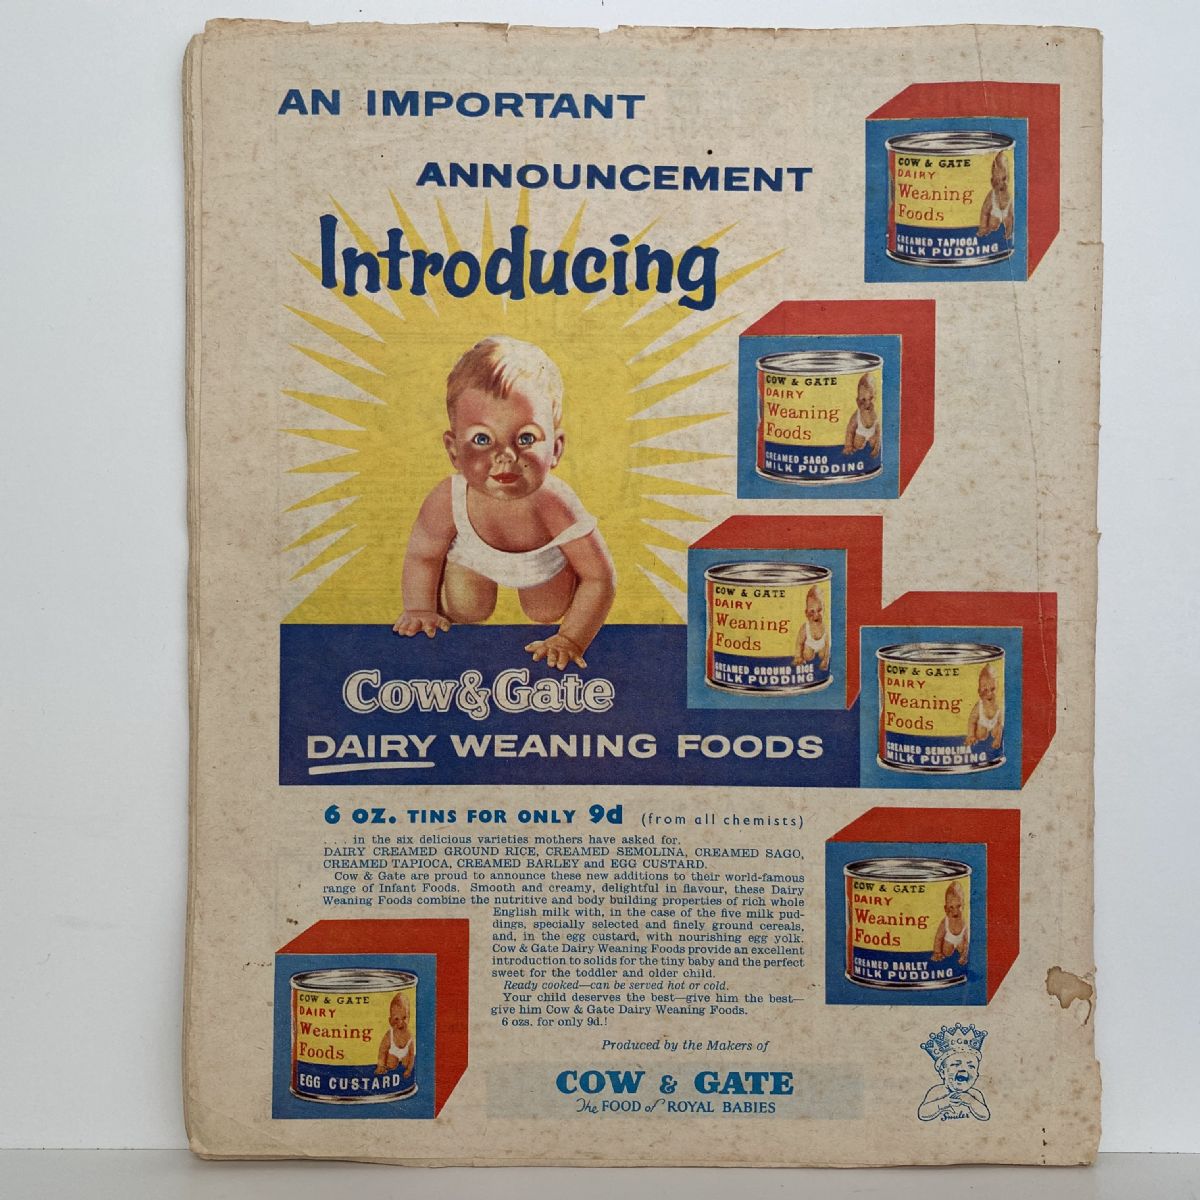 AN IMPORTANT
ANNOUNCEMENT
Introducing
COW & GATE
DAIRY
Weaning
Foods
CREAMED TAPIOCA
MILK PUDDING
COW & GATE
DAIRY
Weaning
Foods
CREAMED SAGO
MILK PUDDING
COW & GATE
DAIRY
Weaning
Foods
CREAMED GROUND RICE
MILK PUDDING
COW & GATE
DAIRY
Weaning
Foods
CREAMED SEMOLINA
MILK PUDDING
Cow & Gate
DAIRY WEANING FOODS
6 oz. TINS FOR ONLY 9d (from all chemists)
... in the six delicious varieties mothers have asked for.
DAIRY CREAMED GROUND RICE, CREAMED SEMOLINA, CREAMED SAGO,
CREAMED TAPIOCA, CREAMED BARLEY and EGG CUSTARD.
Cow & Gate are proud to announce these new additions to their world-famous
range of Infant Foods. Smooth and creamy, delightful in flavour, these Dairy
Weaning Foods combine the nutritive and body building properties of rich whole
English milk with, in the case of the five milk pud-
dings, specially selected and finely ground cereals,
and, in the egg custard, with nourishing egg yolk.
Cow & Gate Dairy Weaning Foods provide an excellent
introduction to solids for the tiny baby and the perfect
sweet for the toddler and older child.
Ready cooked—can be served hot or cold.
Your child deserves the best—give him the best—
give him Cow & Gate Dairy Weaning Foods.
6 ozs. for only 9d.!
COW & GATE
DAIRY
Weaning
Foods
CREAMED BARLEY
MILK PUDDING
COW & GATE
DAIRY
Weaning
Foods
EGG CUSTARD
Produced by the Makers of
COW & GATE
The FOOD of ROYAL BABIES
Cow & Gate
Smiler